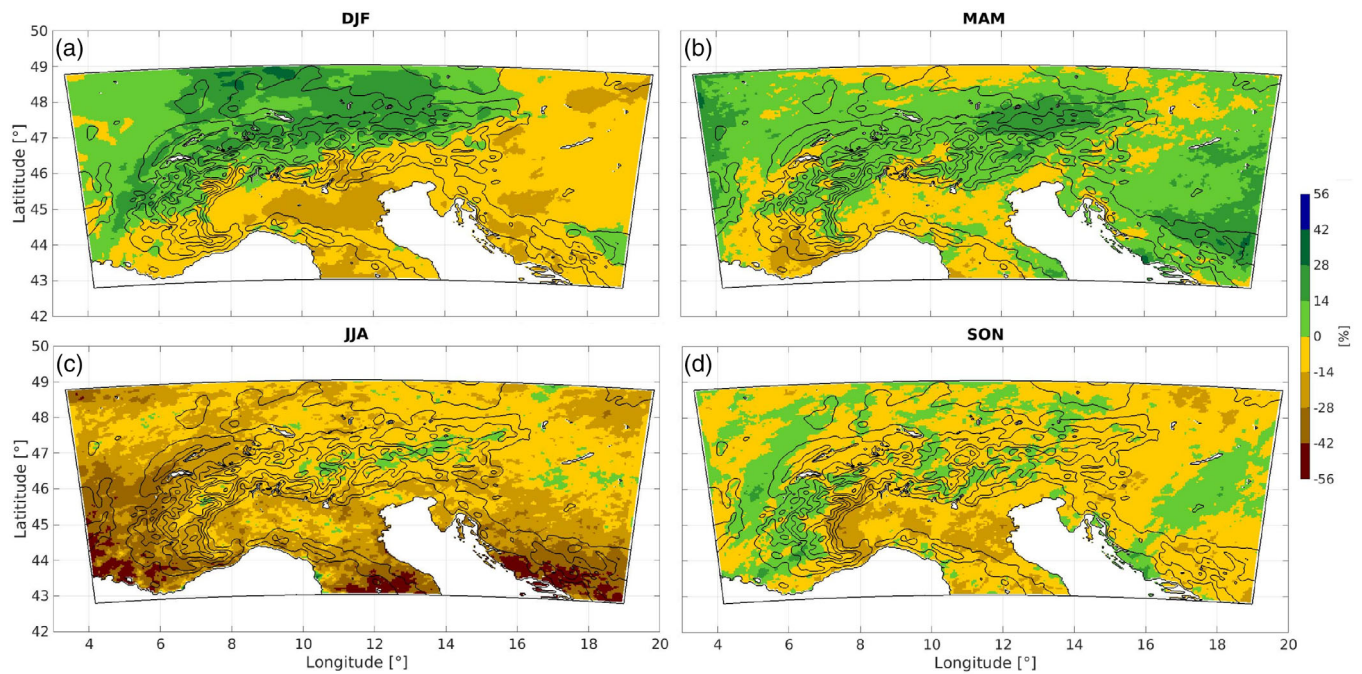 DJF
MAM
(a)
(b)
50
49
48
47
46
45
44
43
42
Latititude [°]
JJA
SON
(c)
(d)
50
49
48
47
46
45
44
43
42
Latititude [°]
4 6 8 10 12 14 16 18 20
4 6 8 10 12 14 16 18 20
Longitude [°]
Longitude [°]
56
42
28
14
0
-14
-28
-42
-56
[%]